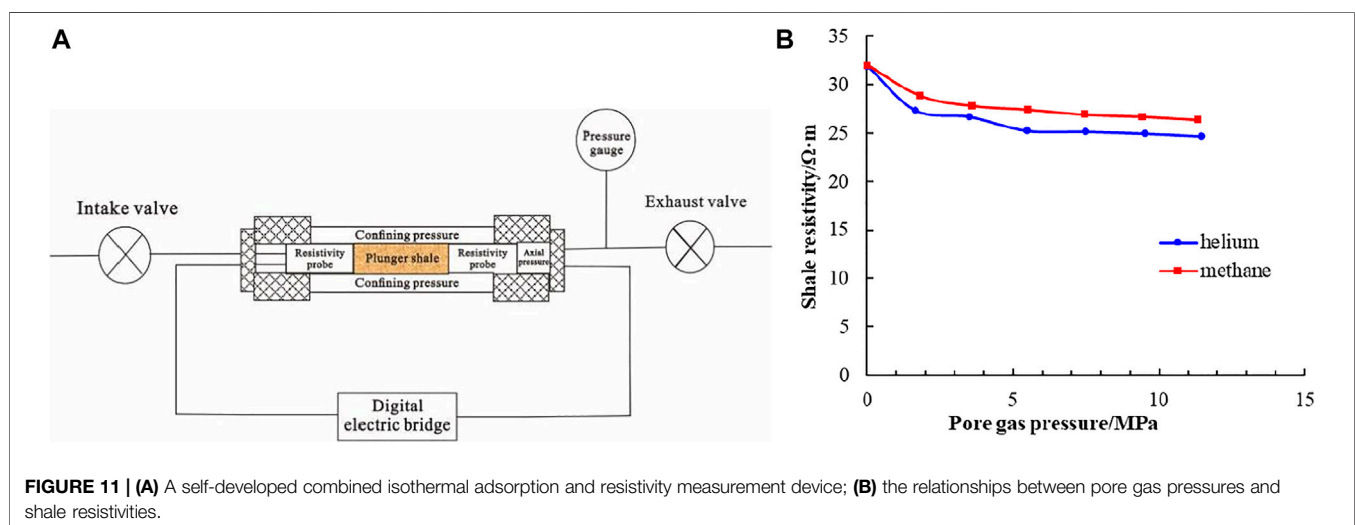 A
Pressure
gauge
Intake valve
Exhaust valve
Confining pressure
Resistivity
probe
Plunger shale
Resistivity
probe
Axial
pressure
Confining pressure
Digital
electric bridge
B
Shale resistivity/Ω·m
35
30
25
20
15
10
5
0
helium
methane
0
5
10
15
Pore gas pressure/MPa
FIGURE 11 | (A) A self-developed combined isothermal adsorption and resistivity measurement device; (B) the relationships between pore gas pressures and
shale resistivities.